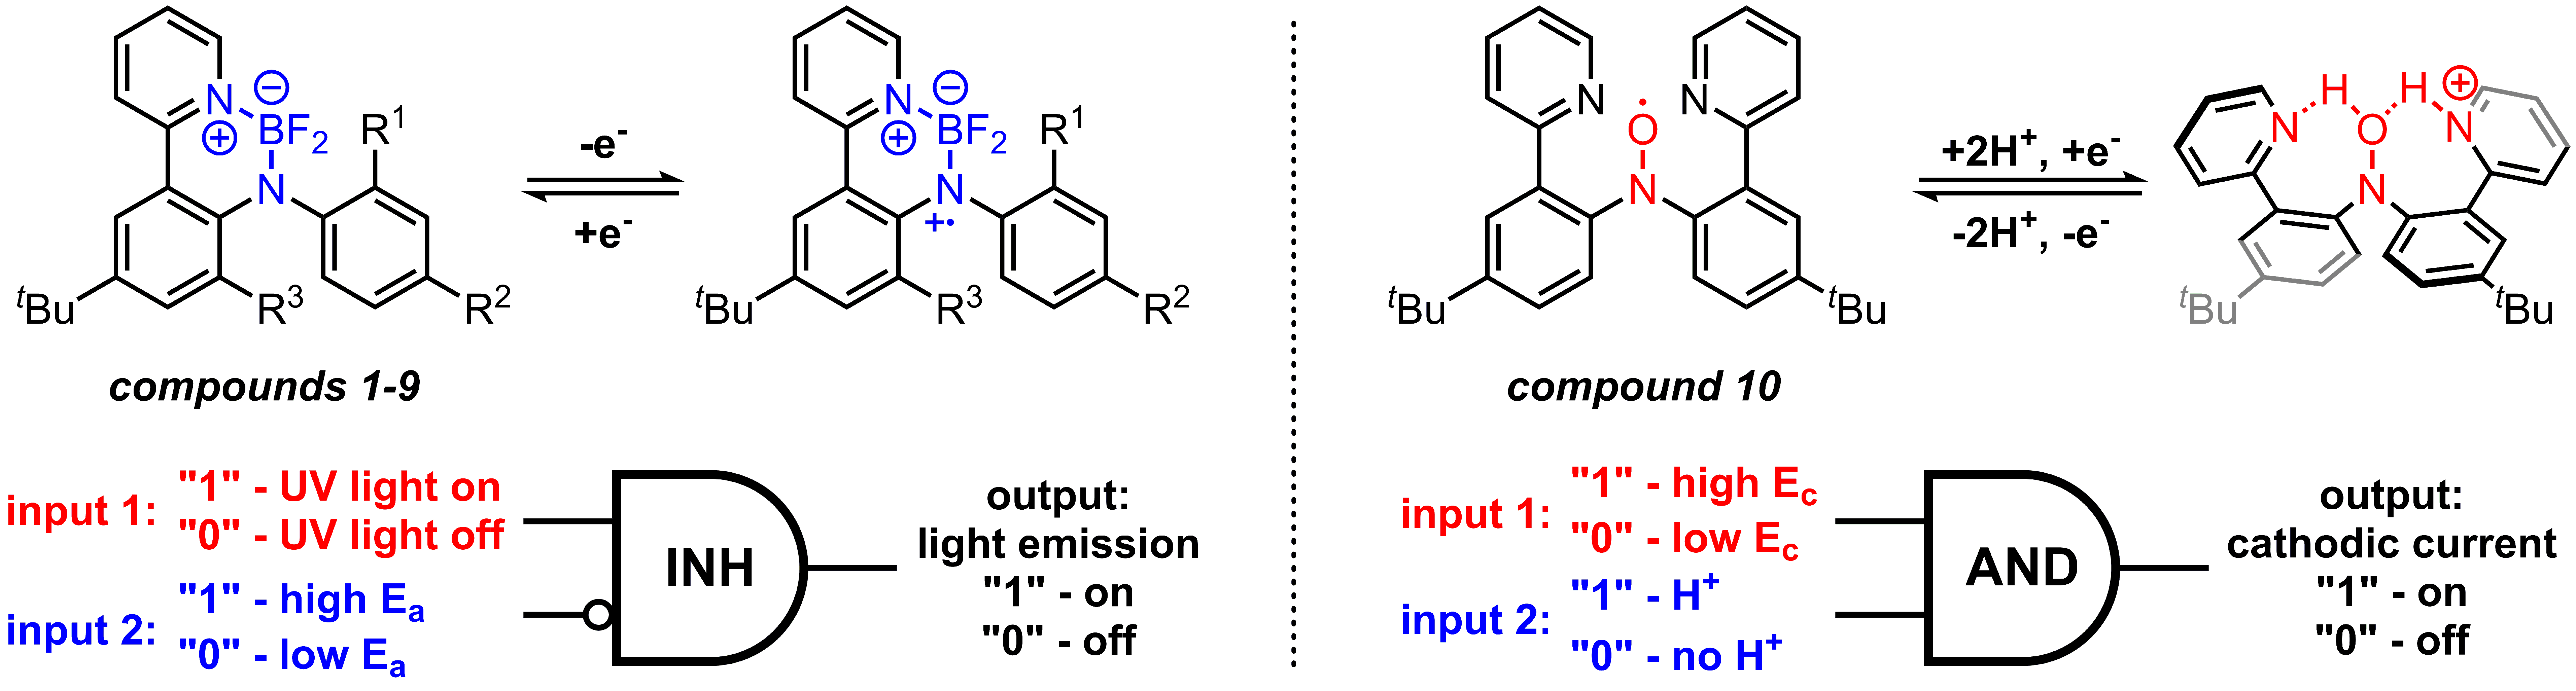 N
⊖
⊕
BF₂
R¹
N
ᵗBu
R³
R²
-e⁻
+e⁻
N
⊖
⊕
BF₂
R¹
N
+•
ᵗBu
R³
R²
compounds 1-9
N
N
•
O
N
ᵗBu
ᵗBu
+2H⁺, +e⁻
-2H⁺, -e⁻
H
H
⊕
N
O
N
N
ᵗBu
ᵗBu
compound 10
input 1:
"1" - UV light on
"0" - UV light off
input 2:
"1" - high Eₐ
"0" - low Eₐ
INH
output:
light emission
"1" - on
"0" - off
input 1:
"1" - high E_c
"0" - low E_c
input 2:
"1" - H⁺
"0" - no H⁺
AND
output:
cathodic current
"1" - on
"0" - off